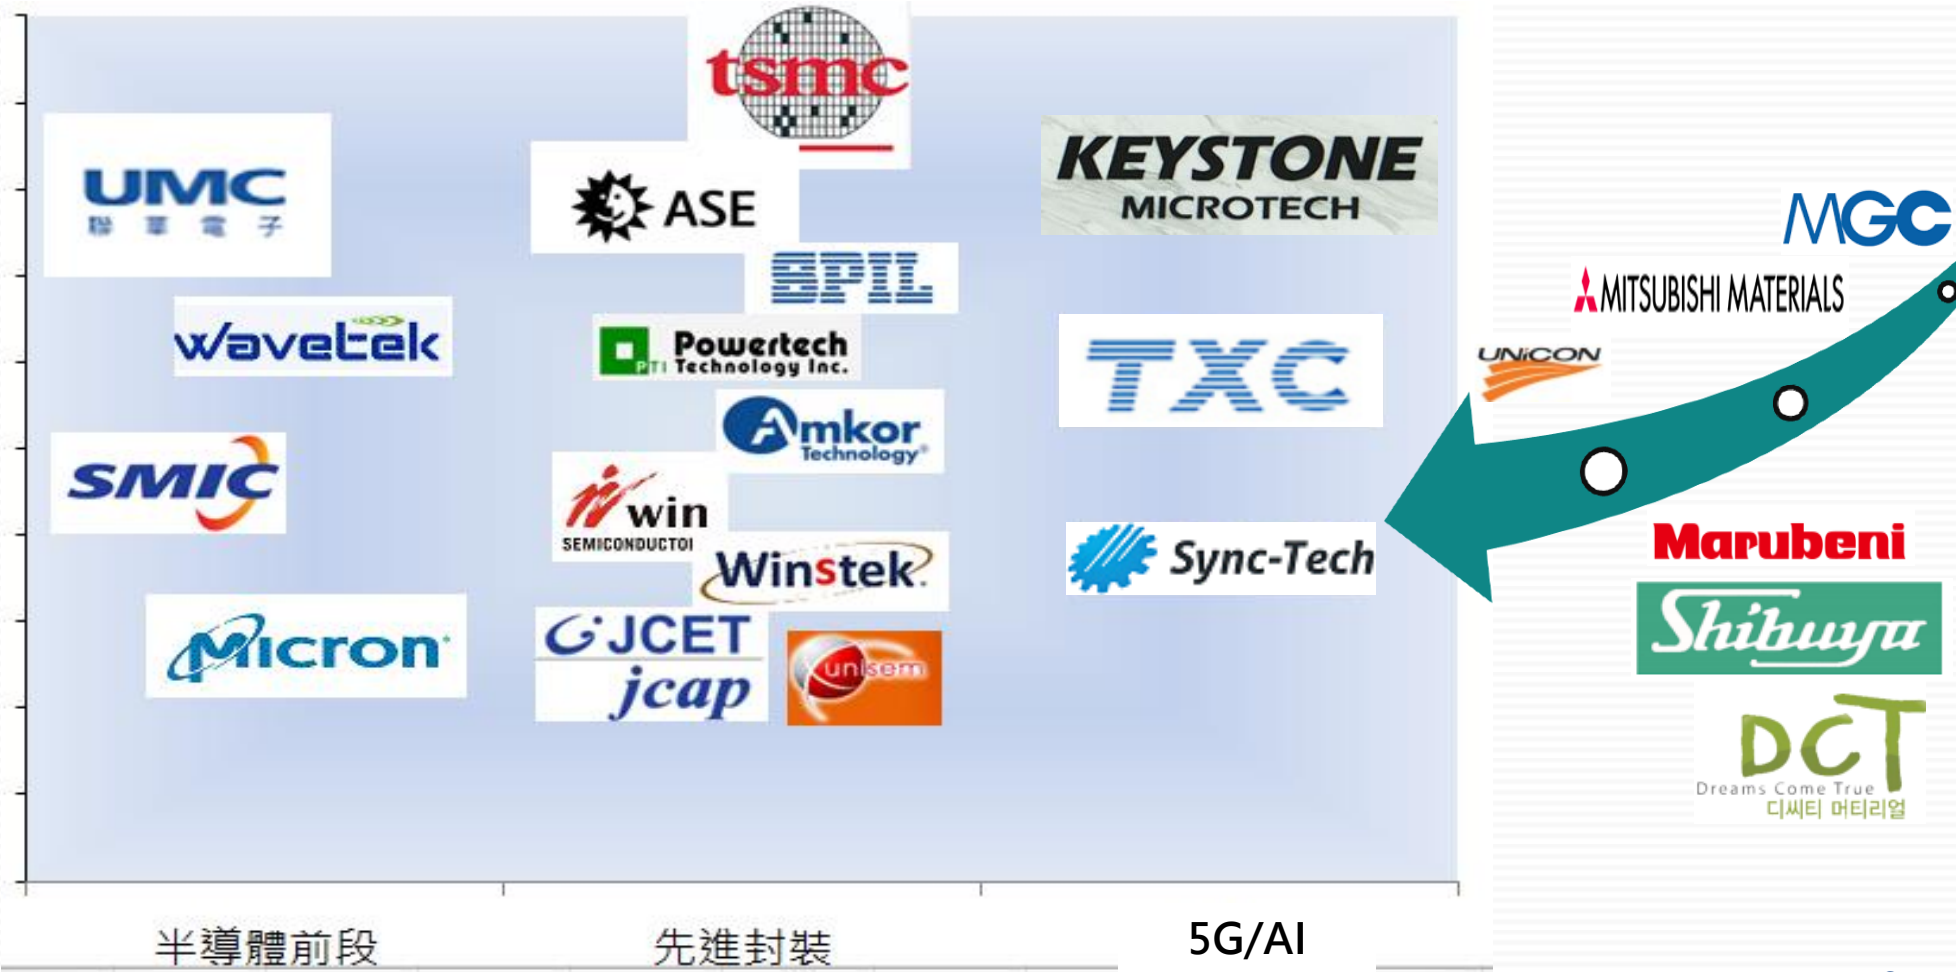 tsmc
UMC
聯華電子
ASE
KEYSTONE
MICROTECH
MGC
SPIL
MITSUBISHI MATERIALS
wavetek
PTI
Powertech
Technology Inc.
TXC
UNiCON
Amkor
Technology®
SMIC
win
SEMICONDUCTOR
Winstek
Sync-Tech
Marubeni
Shibuya
Micron
JCET
jcap
unisem
DCT
Dreams Come True
디씨티 머티리얼
半導體前段
先進封裝
5G/AI